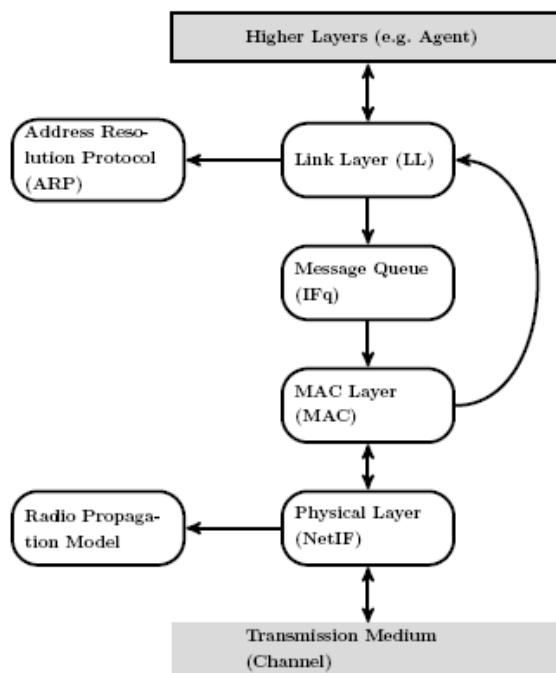 Higher Layers (e.g. Agent)
Address Reso-
lution Protocol
(ARP)
Link Layer (LL)
Message Queue
(IFq)
MAC Layer
(MAC)
Radio Propaga-
tion Model
Physical Layer
(NetIF)
Transmission Medium
(Channel)